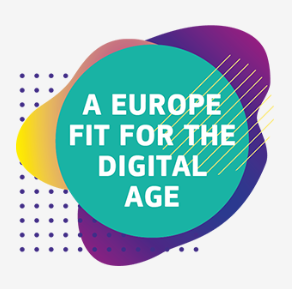 A EUROPE
FIT FOR THE
DIGITAL
AGE